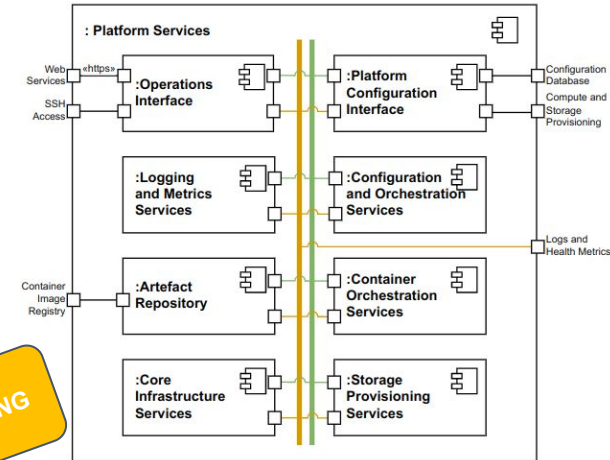 : Platform Services
Web
Services
«https»
SSH
Access
:Operations
Interface
:Platform
Configuration
Interface
Configuration
Database
Compute and
Storage
Provisioning
:Logging
and Metrics
Services
:Configuration
and Orchestration
Services
Logs and
Health Metrics
Container
Image
Registry
:Artefact
Repository
:Container
Orchestration
Services
:Core
Infrastructure
Services
:Storage
Provisioning
Services